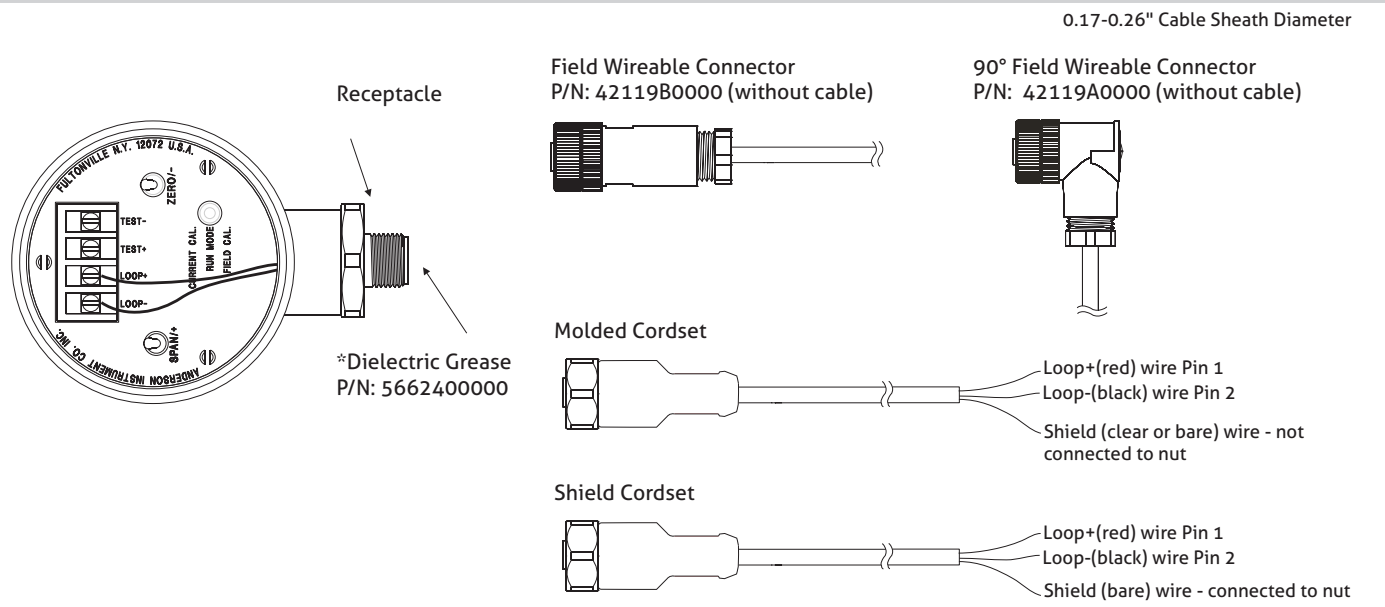 0.17-0.26" Cable Sheath Diameter
Field Wireable Connector
P/N: 42119B0000 (without cable)
90° Field Wireable Connector
P/N: 42119A0000 (without cable)
Receptacle
FULTONVILLE N.Y. 12072 U.S.A.
ZERO/-
TEST-
TEST+
LOOP+
LOOP-
CURRENT CAL.
RUN MODE
FIELD CAL.
SPAN/+
ANDERSON INSTRUMENT CO. INC.
*Dielectric Grease
P/N: 5662400000
Molded Cordset
Loop+(red) wire Pin 1
Loop-(black) wire Pin 2
Shield (clear or bare) wire - not
connected to nut
Shield Cordset
Loop+(red) wire Pin 1
Loop-(black) wire Pin 2
Shield (bare) wire - connected to nut